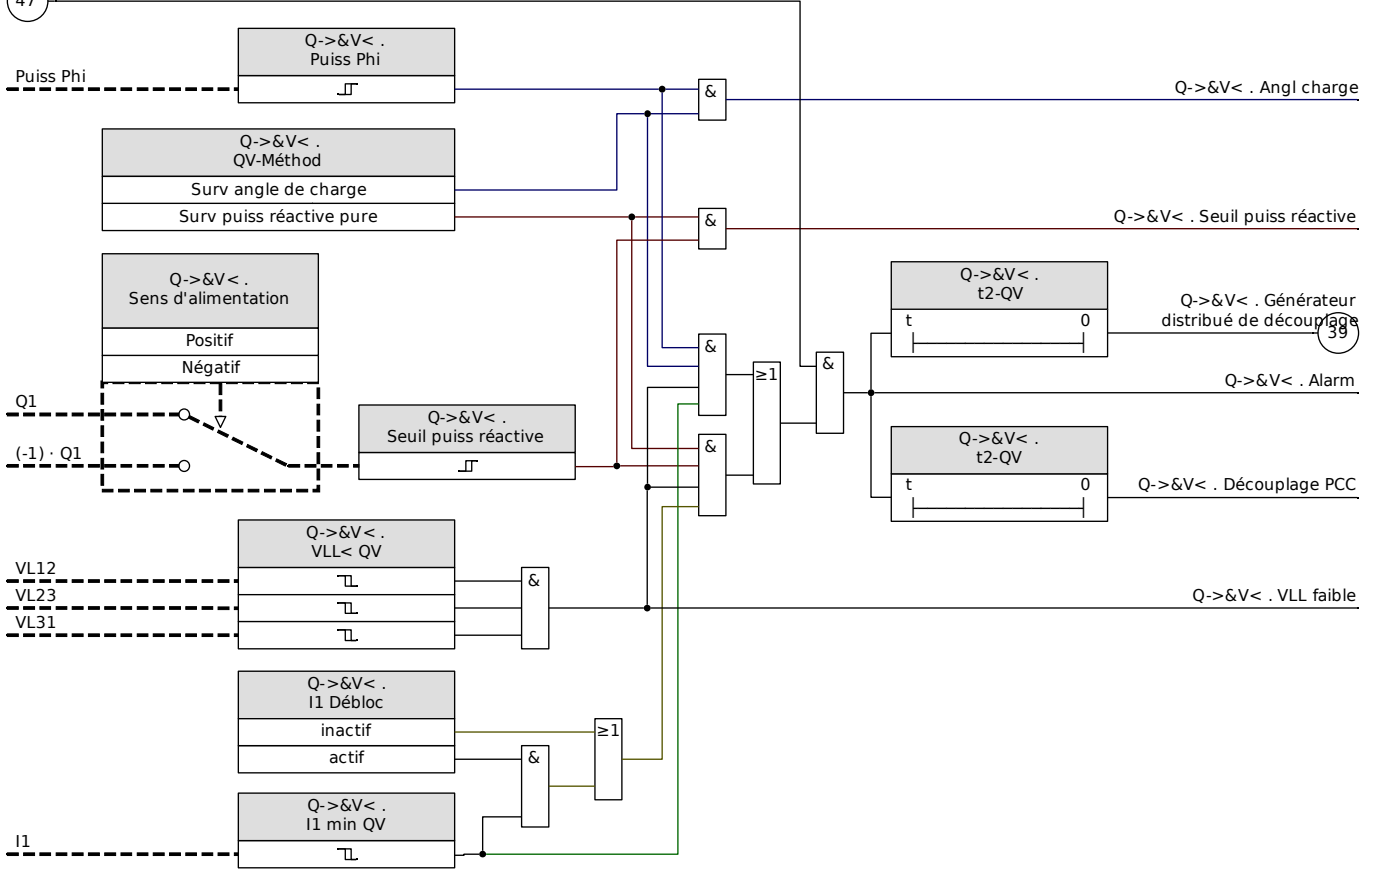 47
Q->&V< .
Puiss Phi
Puiss Phi
&
Q->&V< . Angl charge
Q->&V< .
QV-Méthod
Surv angle de charge
Surv puiss réactive pure
&
Q->&V< . Seuil puiss réactive
Q->&V< .
Sens d'alimentation
Positif
Négatif
Q1
(-1) · Q1
Q->&V< .
Seuil puiss réactive
&
&
≥1
&
Q->&V< .
t2-QV
t 0
Q->&V< . Générateur
distribué de découplage
39
Q->&V< . Alarm
Q->&V< .
t2-QV
t 0
Q->&V< . Découplage PCC
Q->&V< .
VLL< QV
VL12
VL23
VL31
&
Q->&V< . VLL faible
Q->&V< .
I1 Débloc
inactif
actif
&
≥1
Q->&V< .
I1 min QV
I1